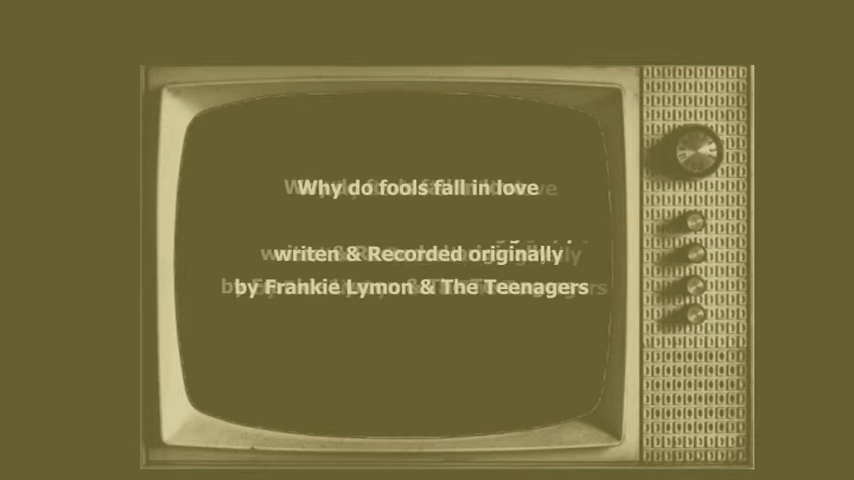 Why do fools fall in love
writen & Recorded originally
by Frankie Lymon & The Teenagers